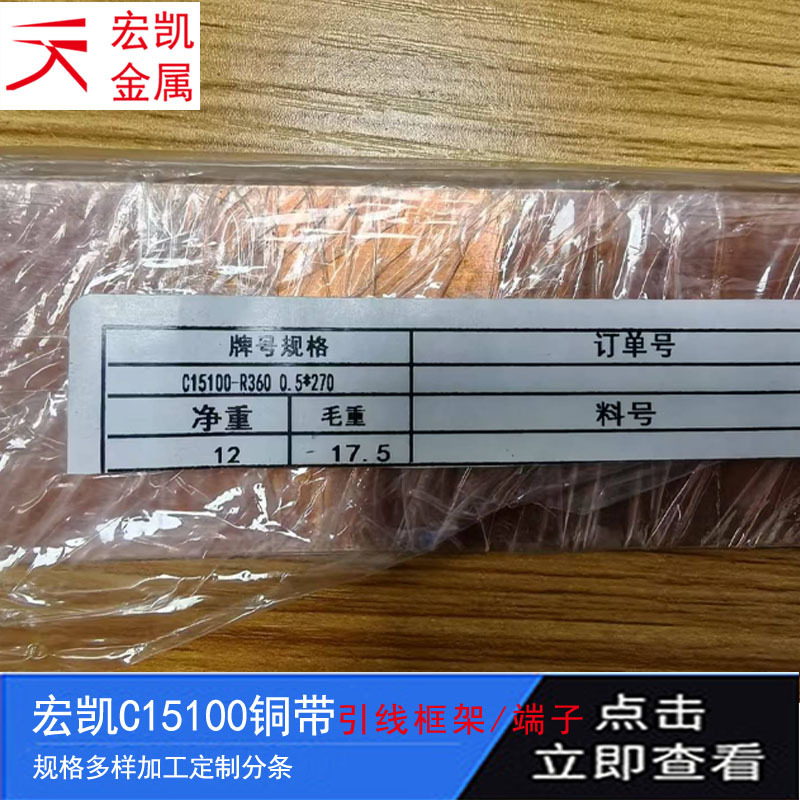 宏凯
金属
牌号规格 订单号
C15100-R360 0.5*270
净重 毛重 料号
12 17.5
宏凯C15100铜带引线框架/端子
规格多样加工定制分条
点击
立即查看